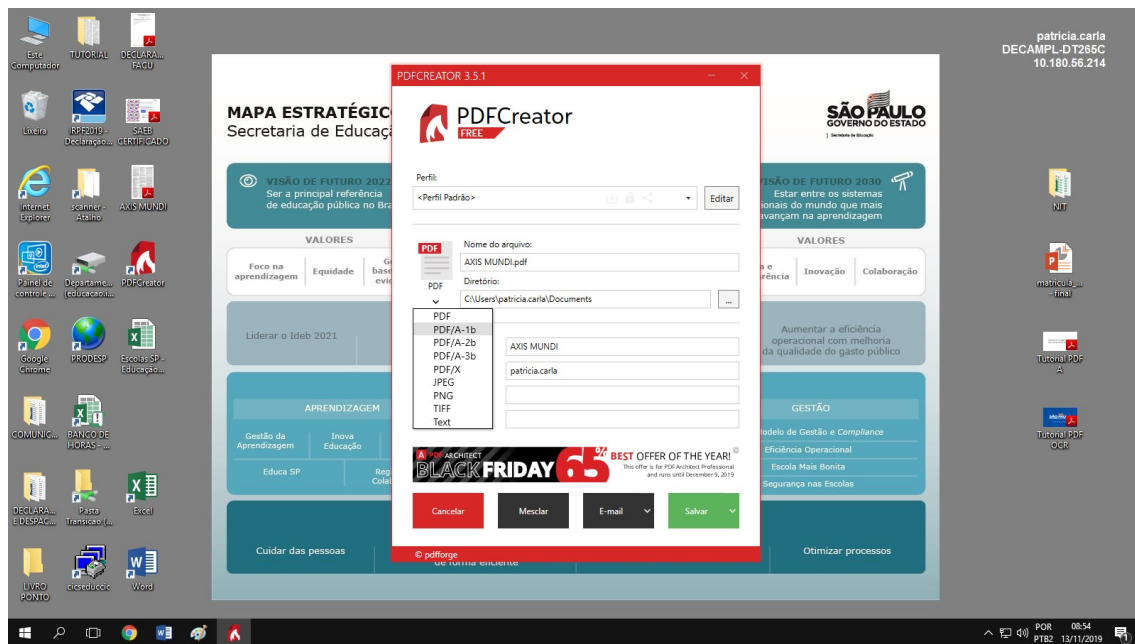 patricia.carla
DECAMPL-DT265C
10.180.56.214
Este Computador
TUTORIAL
DECLARA... FACU
Lixeira
IRPF2019 - Declaração...
SAEB CERTIFICADO
Internet Explorer
scanner - Atalho
AXIS MUNDI
Painel de controle ...
Departame... (educacao.i...
PDFCreator
Google Chrome
PRODESP
Escolas SP - Educação...
COMUNIC...
BANCO DE HORAS - ...
DECLARA... E DESPAC...
Pasta Transicao (...
Excel
LIVRO PONTO
cicseduccic
Word
NIT
matricula_... - final
Tutorial PDF A
Tutorial PDF OCR
MAPA ESTRATÉGIC
Secretaria de Educaçã
SÃO PAULO
GOVERNO DO ESTADO
Secretaria da Educação
VISÃO DE FUTURO 2022
Ser a principal referência
de educação pública no Bra
VISÃO DE FUTURO 2030
Estar entre os sistemas
ionais do mundo que mais
avançam na aprendizagem
VALORES
VALORES
Foco na aprendizagem
Equidade
Inovação
Colaboração
Liderar o Ideb 2021
Aumentar a eficiência
operacional com melhoria
da qualidade do gasto público
APRENDIZAGEM
GESTÃO
Gestão da Aprendizagem
Inova Educação
Educa SP
odelo de Gestão e Compliance
Eficiência Operacional
Escola Mais Bonita
Segurança nas Escolas
Cuidar das pessoas
de forma eficiente
Otimizar processos
PDFCREATOR 3.5.1
PDFCreator
FREE
Perfil:
<Perfil Padrão>
Editar
PDF
PDF
Nome do arquivo:
AXIS MUNDI.pdf
Diretório:
C:\Users\patricia.carla\Documents
...
PDF
PDF/A-1b
PDF/A-2b
PDF/A-3b
PDF/X
JPEG
PNG
TIFF
Text
AXIS MUNDI
patricia.carla
PDF ARCHITECT
BLACK FRIDAY
65%
BEST OFFER OF THE YEAR!
This offer is for PDF Architect Professional
and runs until December 9, 2019
Cancelar
Mesclar
E-mail
Salvar
© pdfforge
POR
PTB2
08:54
13/11/2019